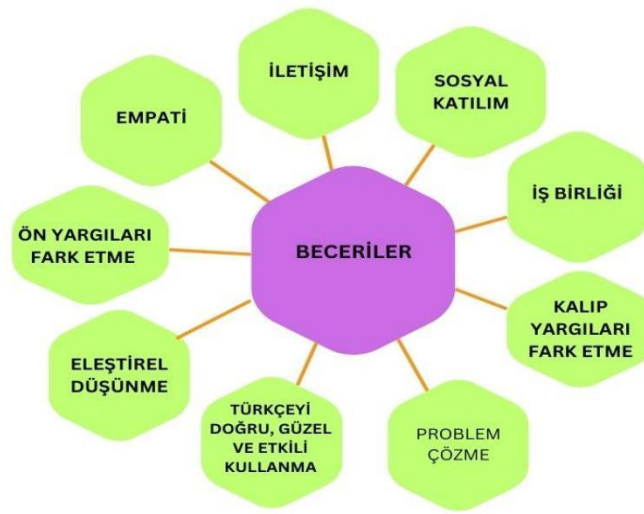 İLETİŞİM
SOSYAL
KATILIM
EMPATİ
İŞ BİRLİĞİ
ÖN YARGILARI
FARK ETME
BECERİLER
KALIP
YARGILARI
FARK ETME
ELEŞTİREL
DÜŞÜNME
TÜRKÇEYİ
DOĞRU, GÜZEL
VE ETKİLİ
KULLANMA
PROBLEM
ÇÖZME